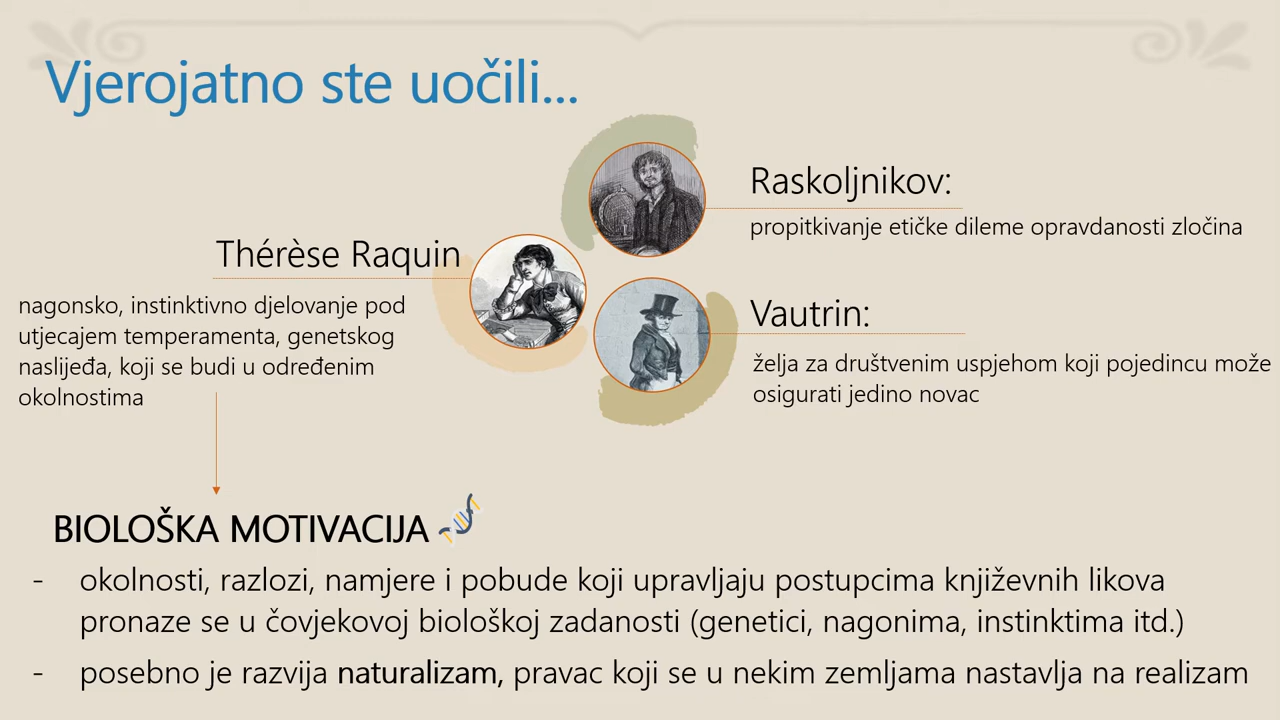 Vjerojatno ste uočili...
Raskoljnikov:
propitkivanje etičke dileme opravdanosti zločina
Thérèse Raquin
nagonsko, instinktivno djelovanje pod
utjecajem temperamenta, genetskog
naslijeđa, koji se budi u određenim
okolnostima
Vautrin:
želja za društvenim uspjehom koji pojedincu može
osigurati jedino novac
BIOLOŠKA MOTIVACIJA
- okolnosti, razlozi, namjere i pobude koji upravljaju postupcima književnih likova
pronaze se u čovjekovoj biološkoj zadanosti (genetici, nagonima, instinktima itd.)
- posebno je razvija naturalizam, pravac koji se u nekim zemljama nastavlja na realizam